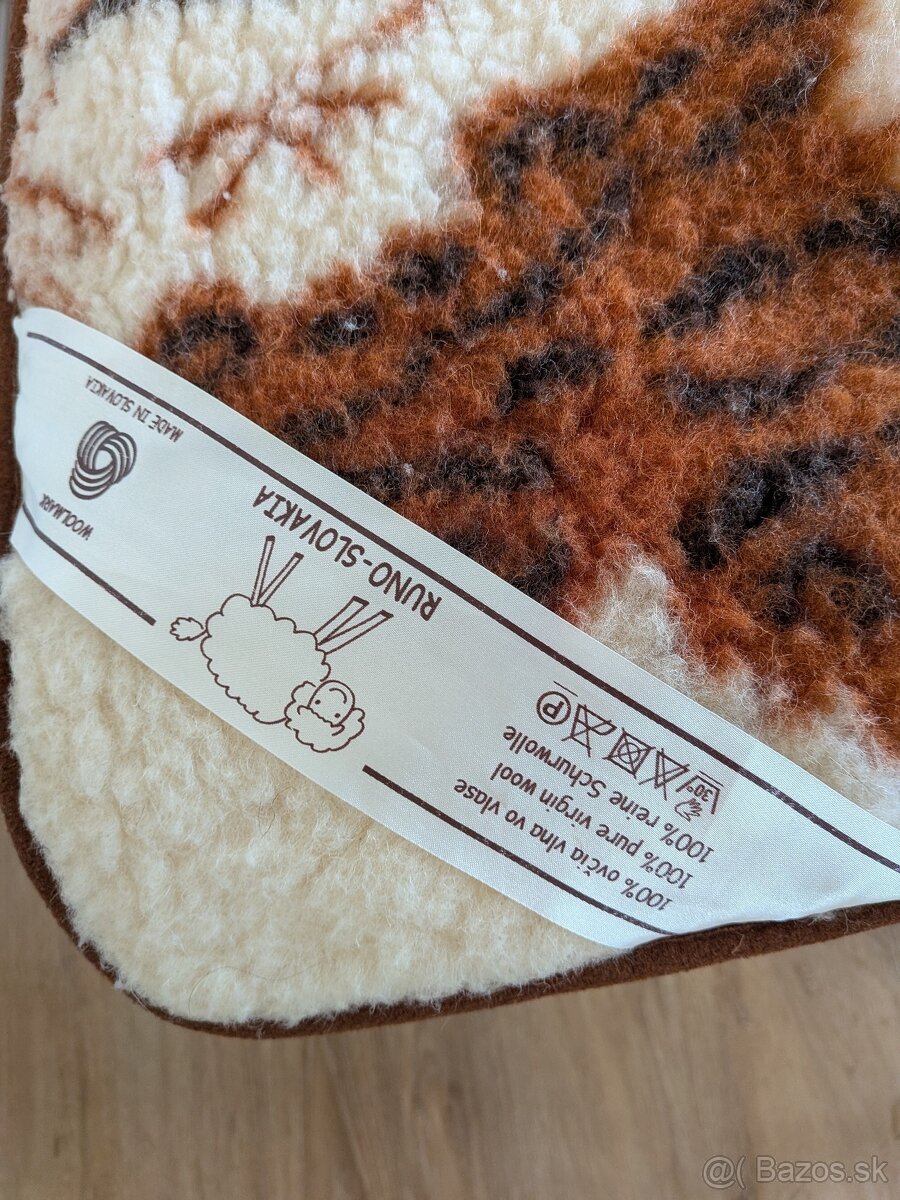 100% ovčia vlna vo vlase
100% pure virgin wool
100% reine Schurwolle
30°
P
RUNO-SLOVAKIA
WOOLMARK
MADE IN SLOVAKIA
@( Bazos.sk